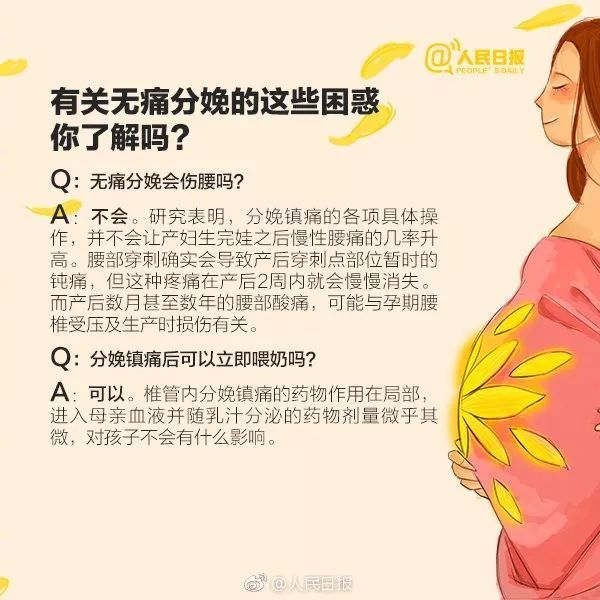 @人民日报
PEOPLE'S DAILY
有关无痛分娩的这些困惑
你了解吗?
Q:无痛分娩会伤腰吗?
A:不会。研究表明,分娩镇痛的各项具体操
作,并不会让产妇生完娃之后慢性腰痛的几率升
高。腰部穿刺确实会导致产后穿刺点部位暂时的
钝痛,但这种疼痛在产后2周内就会慢慢消失。
而产后数月甚至数年的腰部酸痛,可能与孕期腰
椎受压及生产时损伤有关。
Q:分娩镇痛后可以立即喂奶吗?
A:可以。椎管内分娩镇痛的药物作用在局部,
进入母亲血液并随乳汁分泌的药物剂量微乎其
微,对孩子不会有什么影响。
@人民日报